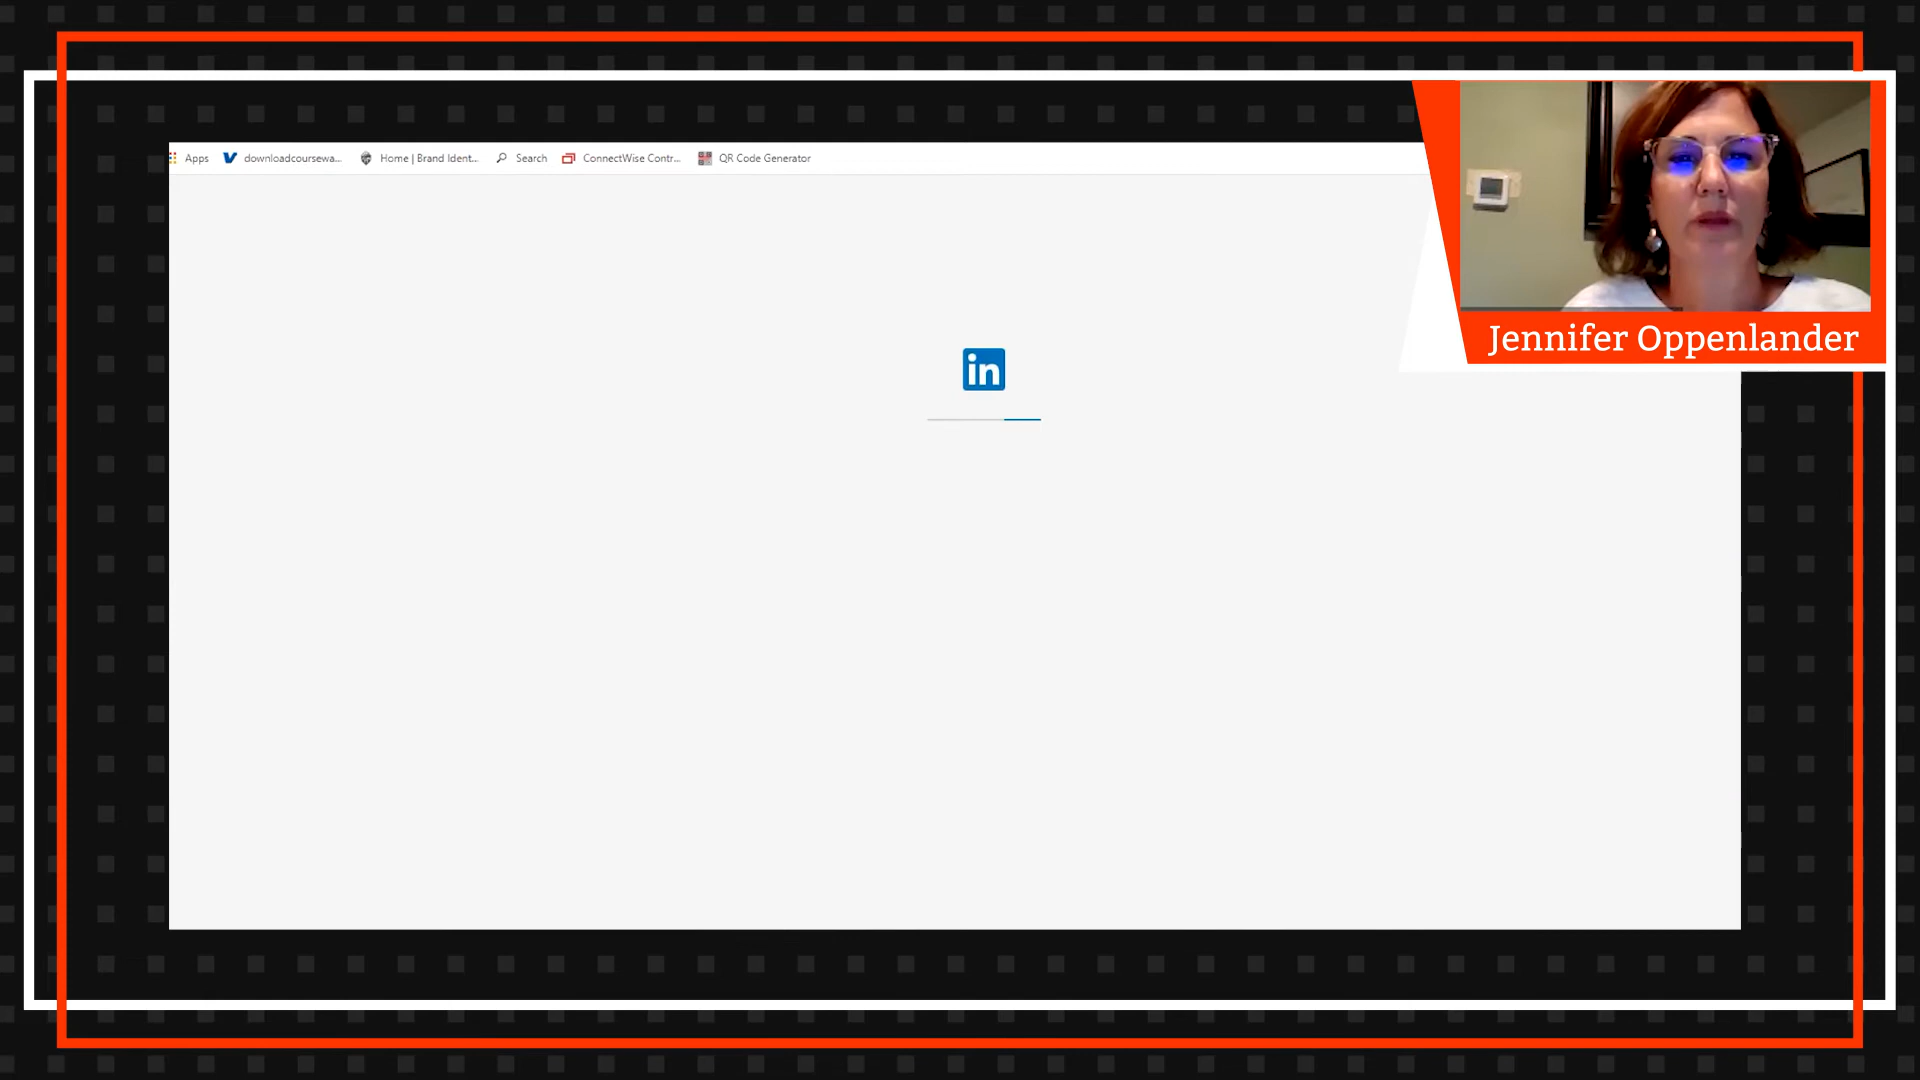 Apps downloadcoursewa... Home | Brand Ident... Search ConnectWise Contr... QR Code Generator
Jennifer Oppenlander
in